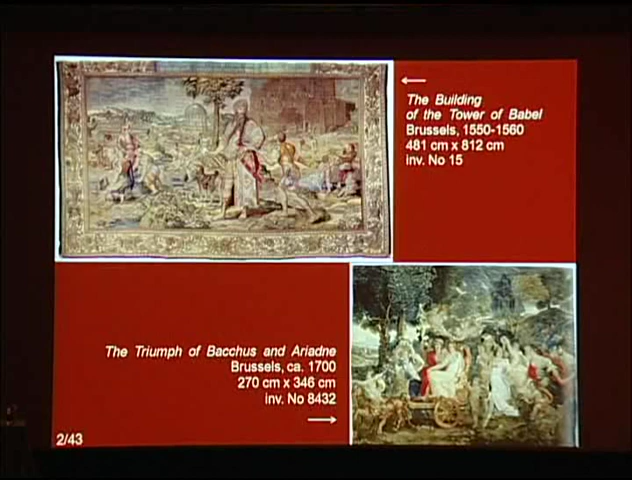 ←
The Building
of the Tower of Babel
Brussels, 1550-1560
481 cm x 812 cm
inv. No 15
The Triumph of Bacchus and Ariadne
Brussels, ca. 1700
270 cm x 346 cm
inv. No 8432
→
2/43